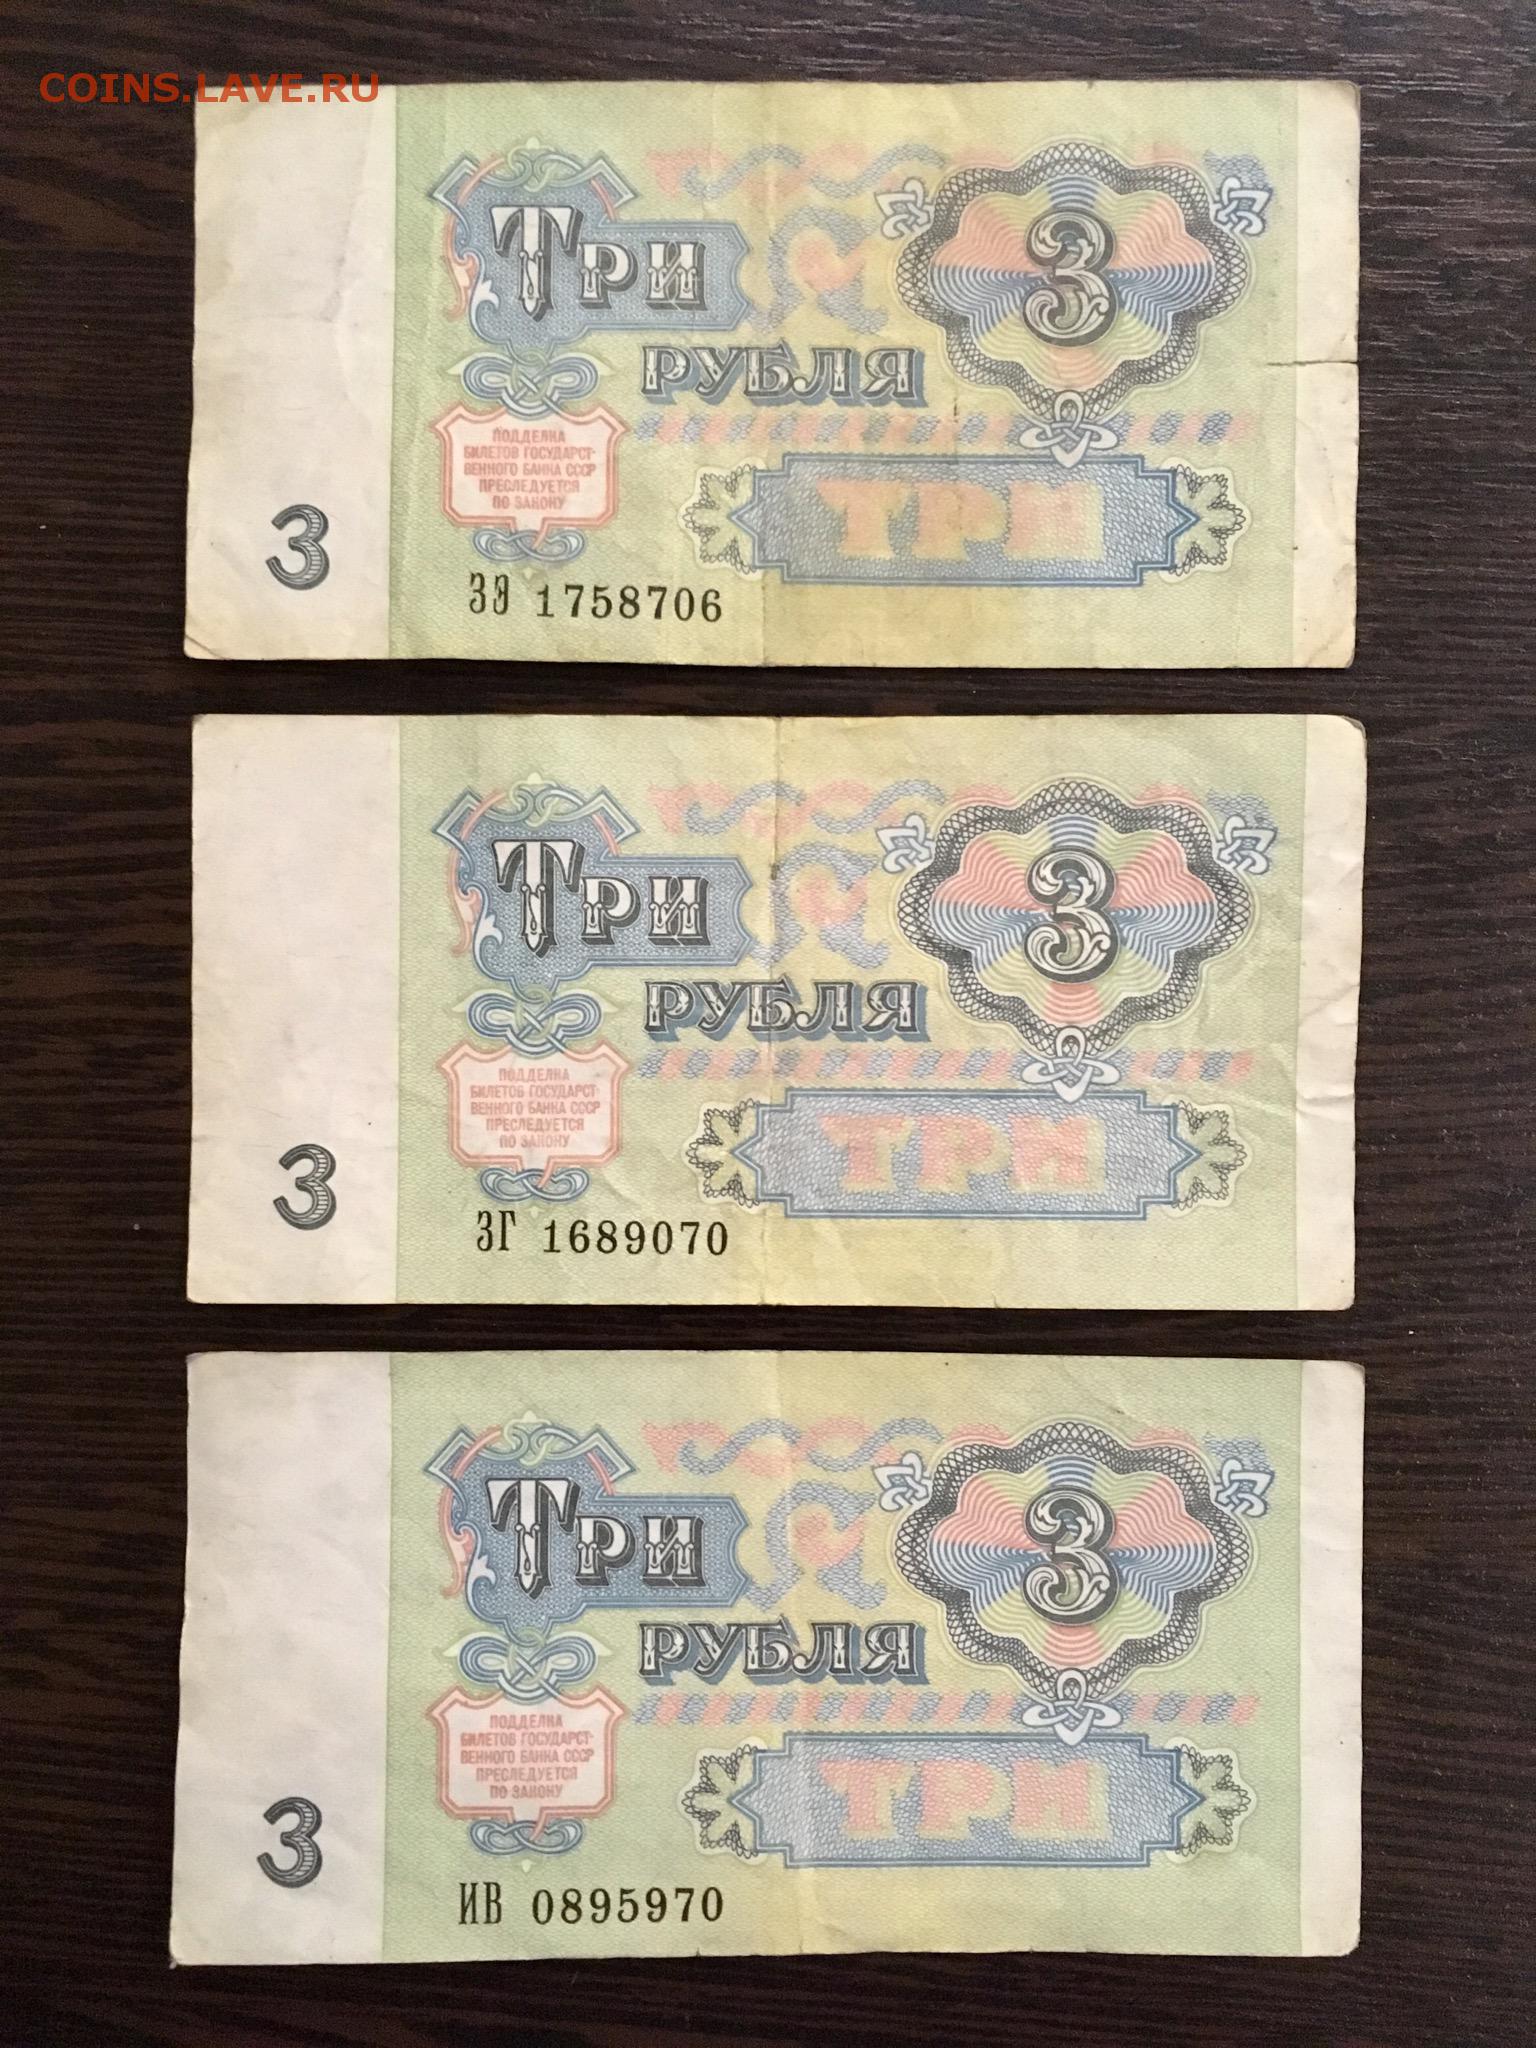 COINS.LAVE.RU
ТРИ
3
РУБЛЯ
ПОДДЕЛКА
БИЛЕТОВ ГОСУДАРСТ-
ВЕННОГО БАНКА СССР
ПРЕСЛЕДУЕТСЯ
ПО ЗАКОНУ
ТРИ
3
ЗЭ 1758706
ТРИ
3
РУБЛЯ
ПОДДЕЛКА
БИЛЕТОВ ГОСУДАРСТ-
ВЕННОГО БАНКА СССР
ПРЕСЛЕДУЕТСЯ
ПО ЗАКОНУ
ТРИ
3
ЗГ 1689070
ТРИ
3
РУБЛЯ
ПОДДЕЛКА
БИЛЕТОВ ГОСУДАРСТ-
ВЕННОГО БАНКА СССР
ПРЕСЛЕДУЕТСЯ
ПО ЗАКОНУ
ТРИ
3
ИВ 0895970